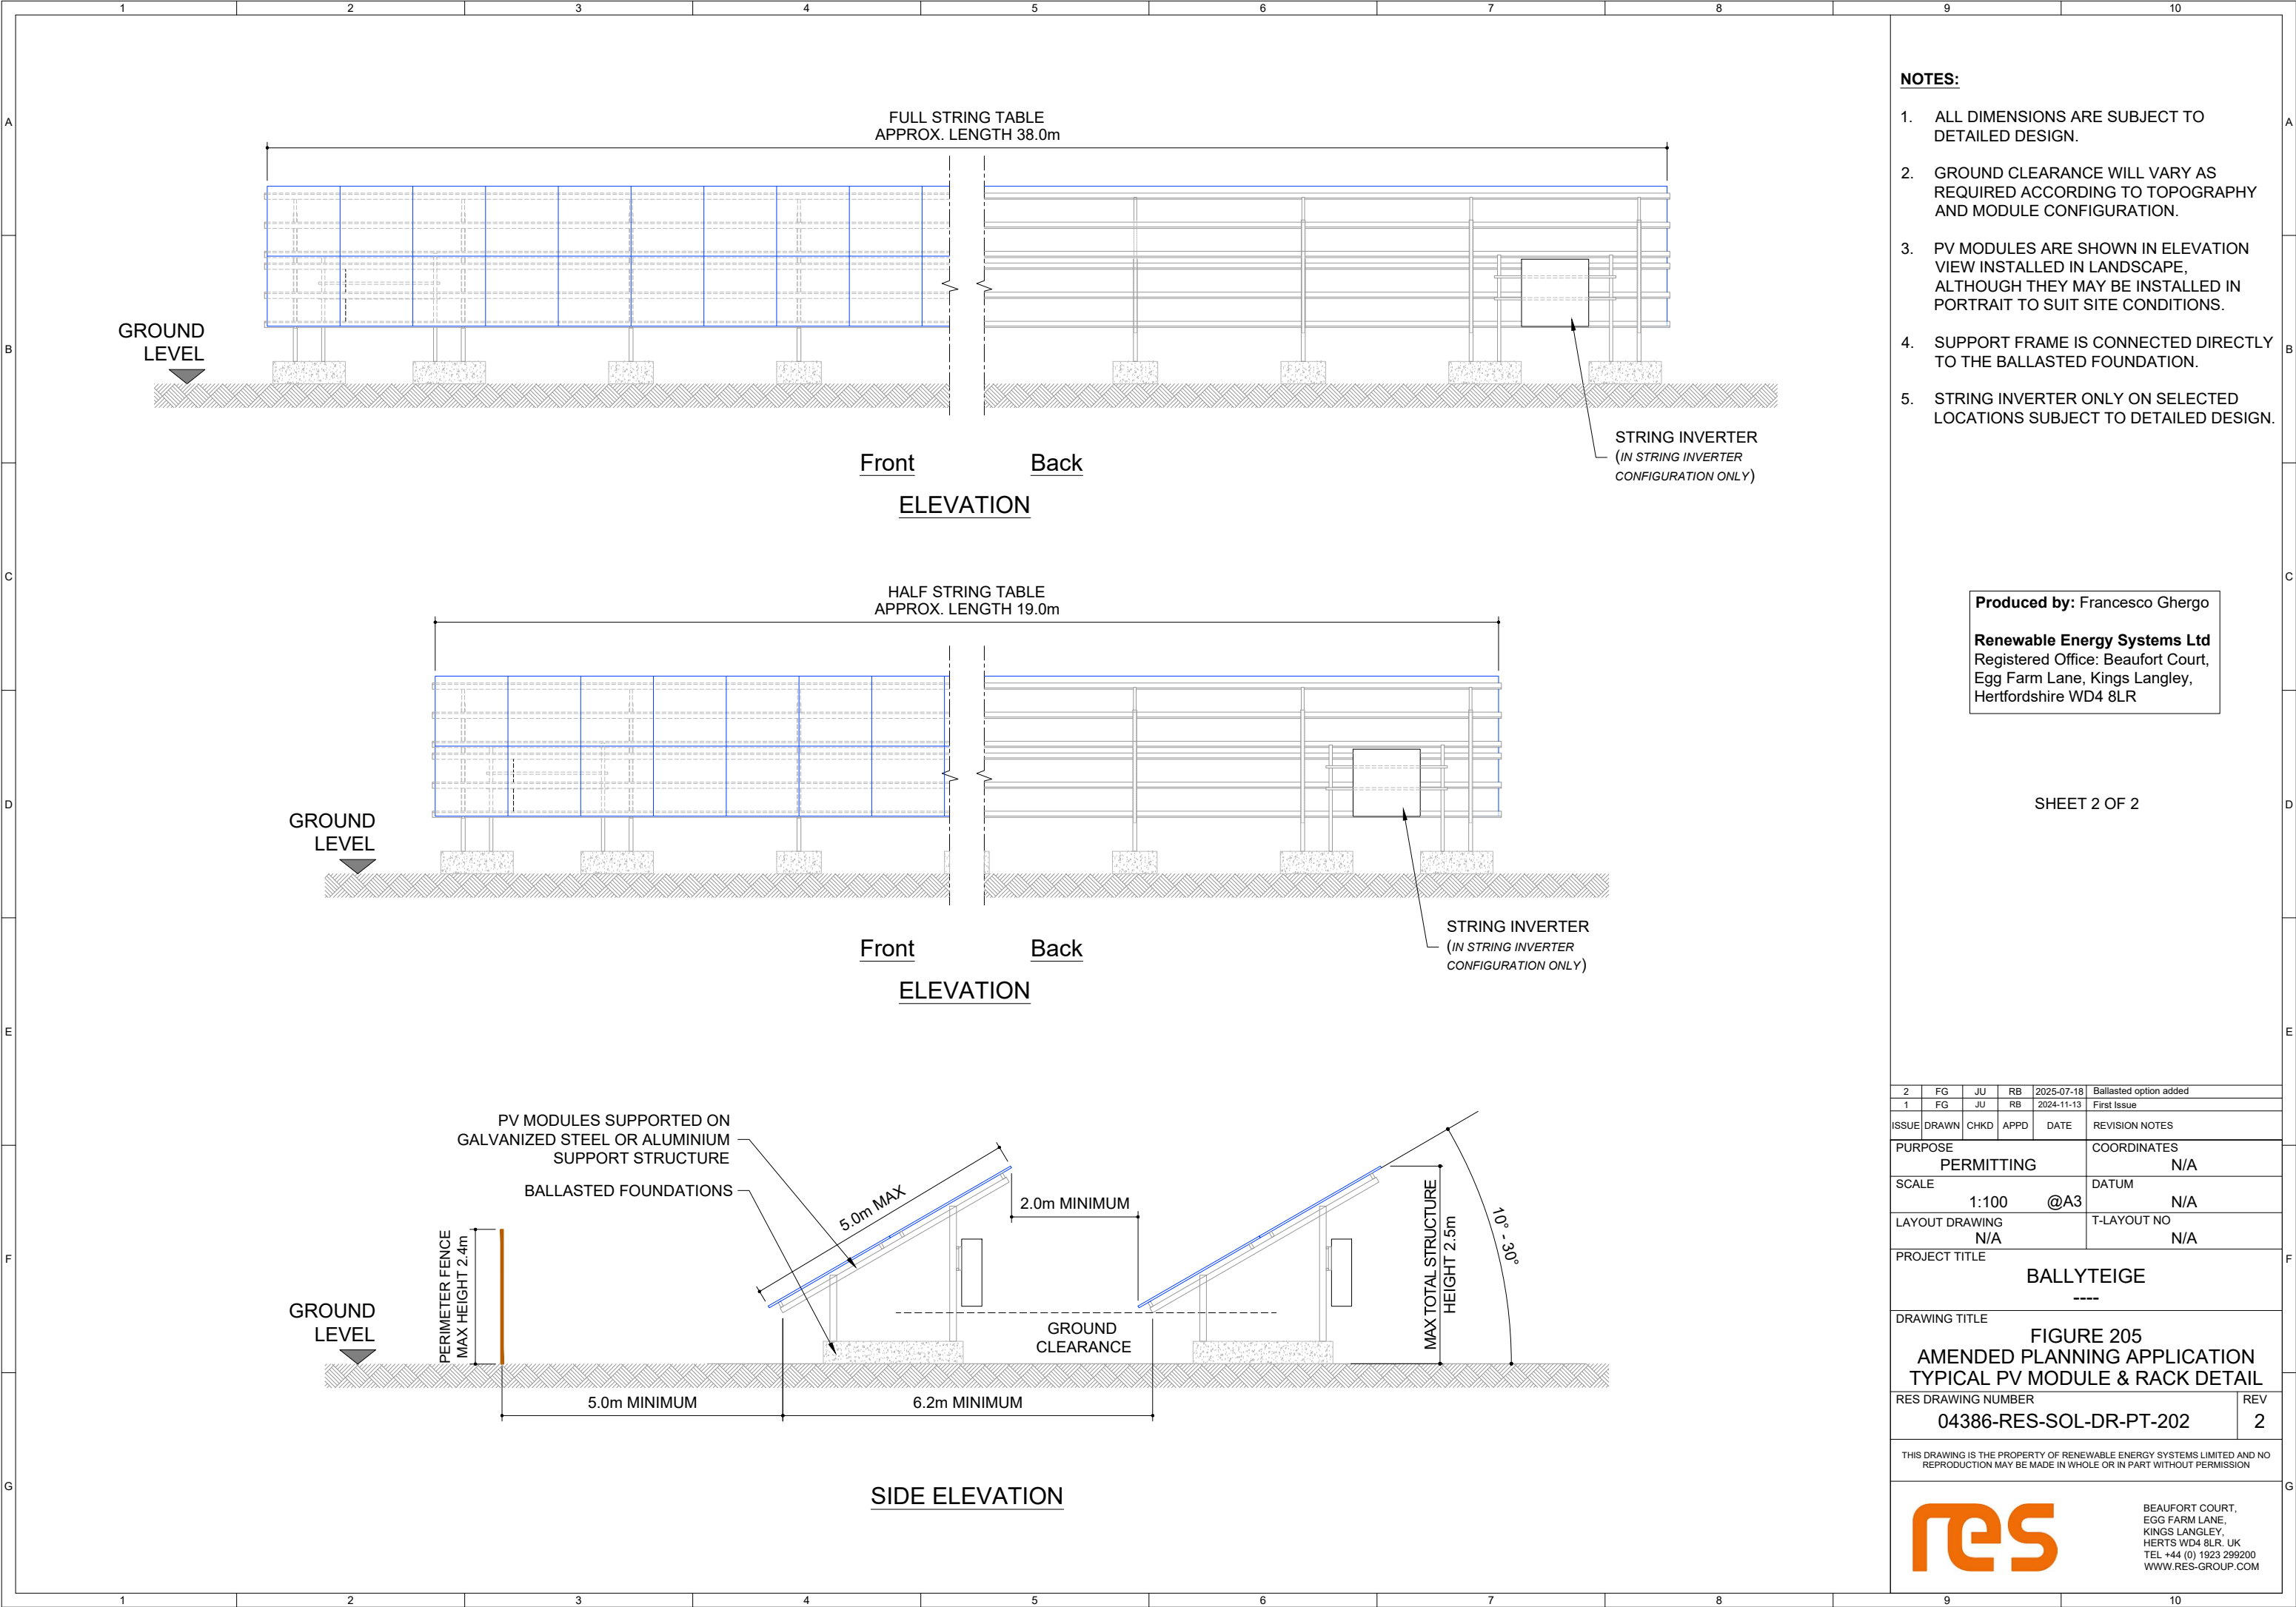 1 2 3 4 5 6 7 8 9 10
A
B
C
D
E
F
G
FULL STRING TABLE
APPROX. LENGTH 38.0m
GROUND
LEVEL
STRING INVERTER
(IN STRING INVERTER
CONFIGURATION ONLY)
Front Back
ELEVATION
HALF STRING TABLE
APPROX. LENGTH 19.0m
GROUND
LEVEL
STRING INVERTER
(IN STRING INVERTER
CONFIGURATION ONLY)
Front Back
ELEVATION
PV MODULES SUPPORTED ON
GALVANIZED STEEL OR ALUMINIUM
SUPPORT STRUCTURE
BALLASTED FOUNDATIONS
5.0m MAX
2.0m MINIMUM
PERIMETER FENCE
MAX HEIGHT 2.4m
GROUND
LEVEL
GROUND
CLEARANCE
MAX TOTAL STRUCTURE
HEIGHT 2.5m
10° - 30°
5.0m MINIMUM
6.2m MINIMUM
SIDE ELEVATION
NOTES:
1. ALL DIMENSIONS ARE SUBJECT TO
DETAILED DESIGN.
2. GROUND CLEARANCE WILL VARY AS
REQUIRED ACCORDING TO TOPOGRAPHY
AND MODULE CONFIGURATION.
3. PV MODULES ARE SHOWN IN ELEVATION
VIEW INSTALLED IN LANDSCAPE,
ALTHOUGH THEY MAY BE INSTALLED IN
PORTRAIT TO SUIT SITE CONDITIONS.
4. SUPPORT FRAME IS CONNECTED DIRECTLY
TO THE BALLASTED FOUNDATION.
5. STRING INVERTER ONLY ON SELECTED
LOCATIONS SUBJECT TO DETAILED DESIGN.
Produced by: Francesco Ghergo
Renewable Energy Systems Ltd
Registered Office: Beaufort Court,
Egg Farm Lane, Kings Langley,
Hertfordshire WD4 8LR
SHEET 2 OF 2
2 FG JU RB 2025-07-18 Ballasted option added
1 FG JU RB 2024-11-13 First Issue
ISSUE DRAWN CHKD APPD DATE REVISION NOTES
PURPOSE
PERMITTING
COORDINATES
N/A
SCALE
1:100 @A3
DATUM
N/A
LAYOUT DRAWING
N/A
T-LAYOUT NO
N/A
PROJECT TITLE
BALLYTEIGE
----
DRAWING TITLE
FIGURE 205
AMENDED PLANNING APPLICATION
TYPICAL PV MODULE & RACK DETAIL
RES DRAWING NUMBER
04386-RES-SOL-DR-PT-202
REV
2
THIS DRAWING IS THE PROPERTY OF RENEWABLE ENERGY SYSTEMS LIMITED AND NO
REPRODUCTION MAY BE MADE IN WHOLE OR IN PART WITHOUT PERMISSION
res
BEAUFORT COURT,
EGG FARM LANE,
KINGS LANGLEY,
HERTS WD4 8LR. UK
TEL +44 (0) 1923 299200
WWW.RES-GROUP.COM
A
B
C
D
E
F
G
1 2 3 4 5 6 7 8 9 10